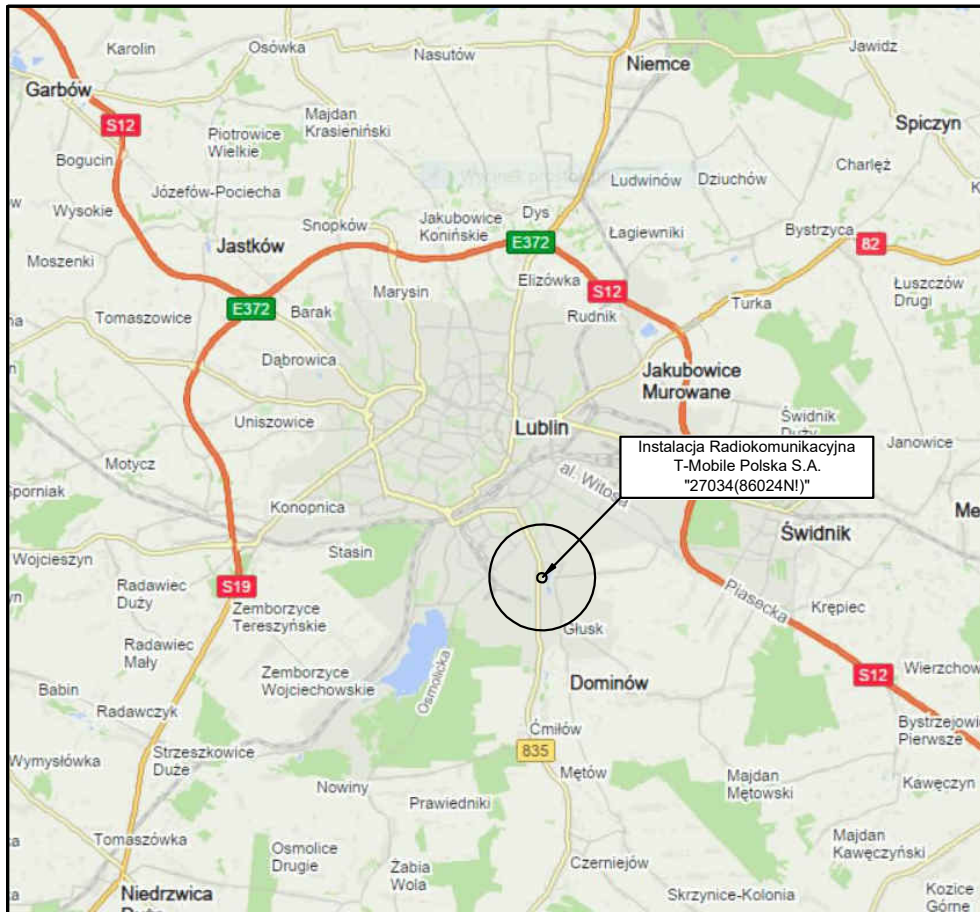 Karolin
Osówka
Nasutów
Niemce
Jawidz
Garbów
Majdan
Krasieniński
S12
Piotrowice
Wielkie
Spiczyn
Bogucin
Charlęż
Józefów-Pociecha
Ludwinów
Dziuchów
Wysokie
Snopków
Jakubowice
Konińskie
Dys
Łagiewniki
Bystrzyca
Jastków
E372
82
Moszenki
Elizówka
Łuszczów
Drugi
Marysin
S12
E372
Barak
Turka
Tomaszowice
Rudnik
Dąbrowica
Jakubowice
Murowane
Uniszowice
Lublin
Świdnik
Janowice
Instalacja Radiokomunikacyjna
T-Mobile Polska S.A.
"27034(86024N!)"
Motycz
al. Witosa
Konopnica
Świdnik
Wojcieszyn
Stasin
Radawiec
Duży
S19
Zemborzyce
Tereszyńskie
Piasecka
Krępiec
Głusk
Radawiec
Mały
Zemborzyce
Wojciechowskie
Osmolicka
Dominów
S12
Wierzchow
Babin
Radawczyk
Ćmiłów
Bystrzejowi
Pierwsze
835
Strzeszkowice
Duże
Wymysłówka
Mętów
Nowiny
Majdan
Mętowski
Kawęczyn
Prawiedniki
Tomaszówka
Osmolice
Drugie
Majdan
Kawęczyński
Żabia
Wola
Czerniejów
Niedrzwica
Skrzynice-Kolonia
Kozice
Górne